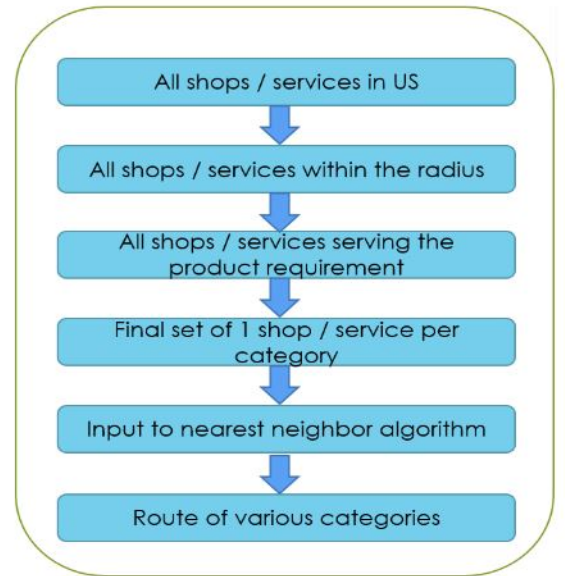 All shops / services in US
All shops / services within the radius
All shops / services serving the
product requirement
Final set of 1 shop / service per
category
Input to nearest neighbor algorithm
Route of various categories